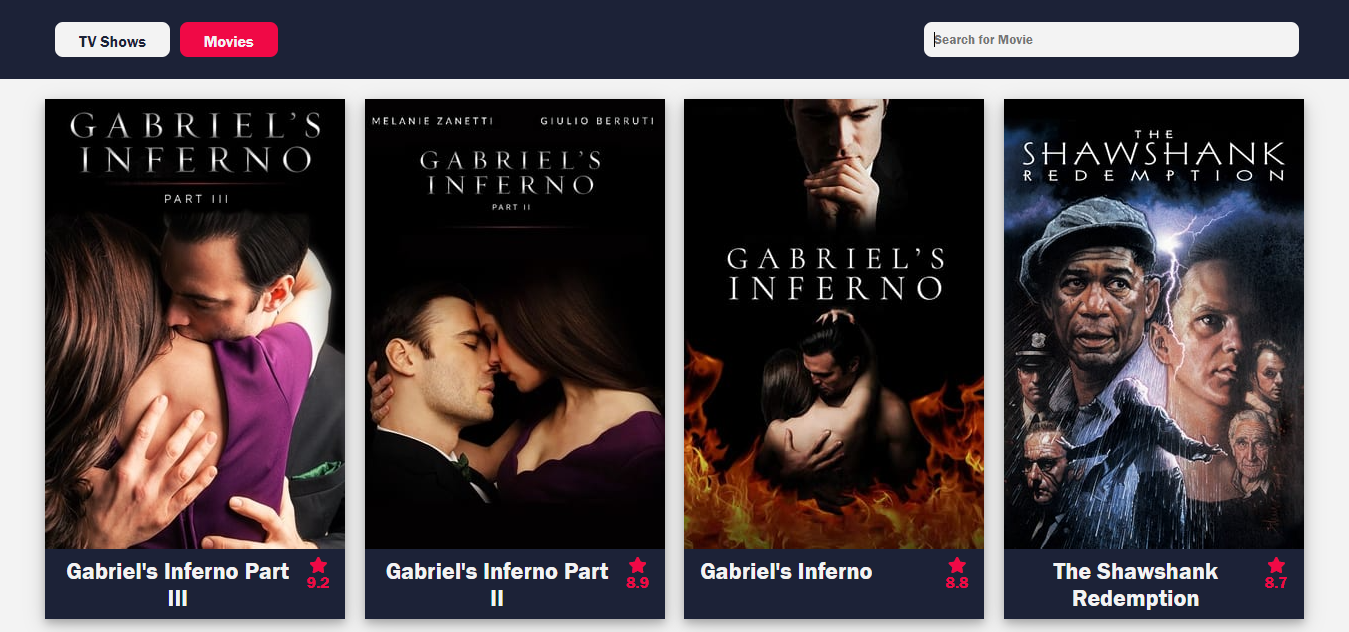 TV Shows
Movies
Search for Movie
GABRIEL'S
INFERNO
PART III
Gabriel's Inferno Part
III
9.2
MELANIE ZANETTI GIULIO BERRUTI
GABRIEL'S
INFERNO
PART II
Gabriel's Inferno Part
II
8.9
GABRIEL'S
INFERNO
Gabriel's Inferno
8.8
THE
SHAWSHANK
REDEMPTION
The Shawshank
Redemption
8.7